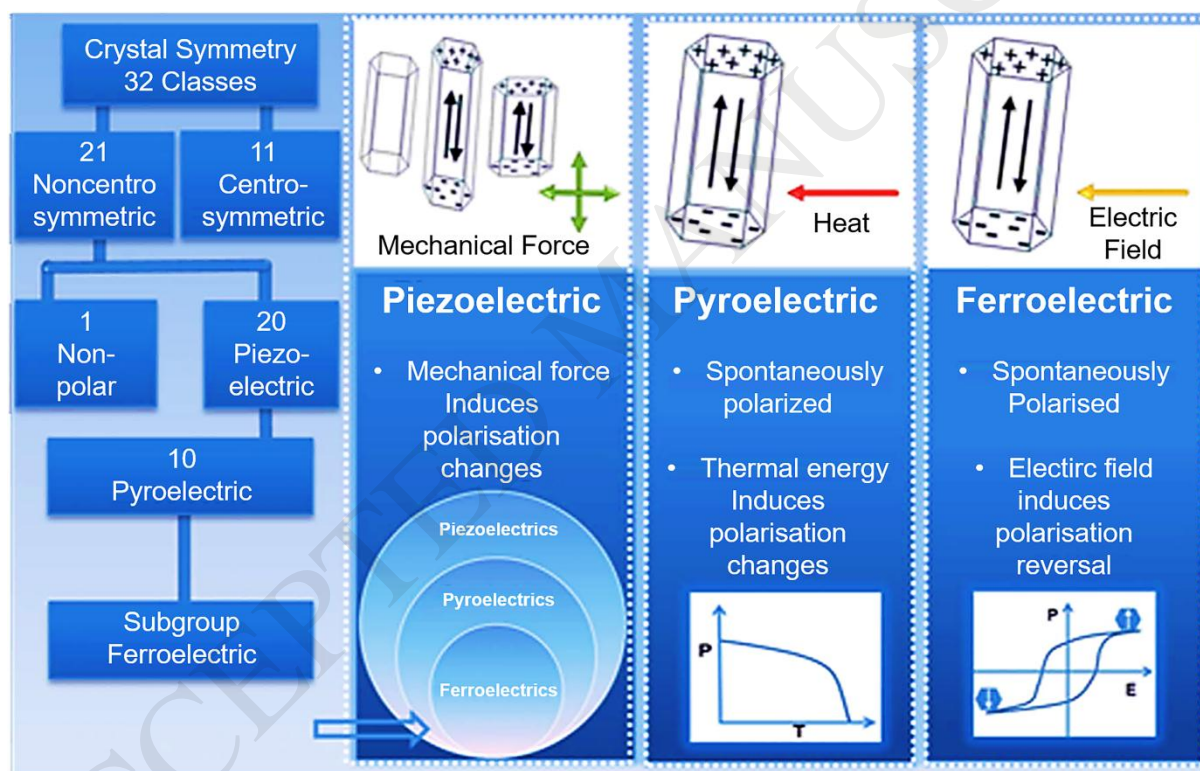 Crystal Symmetry
32 Classes
21
Noncentro
symmetric
11
Centro-
symmetric
1
Non-
polar
20
Piezo-
electric
10
Pyroelectric
Subgroup
Ferroelectric
Mechanical Force
Piezoelectric
• Mechanical force
Induces
polarisation
changes
Piezoelectrics
Pyroelectrics
Ferroelectrics
Heat
Pyroelectric
• Spontaneously
polarized
• Thermal energy
Induces
polarisation
changes
P
T
Electric
Field
Ferroelectric
• Spontaneously
Polarised
• Electirc field
induces
polarisation
reversal
P
E
CCEPTED MANUSC